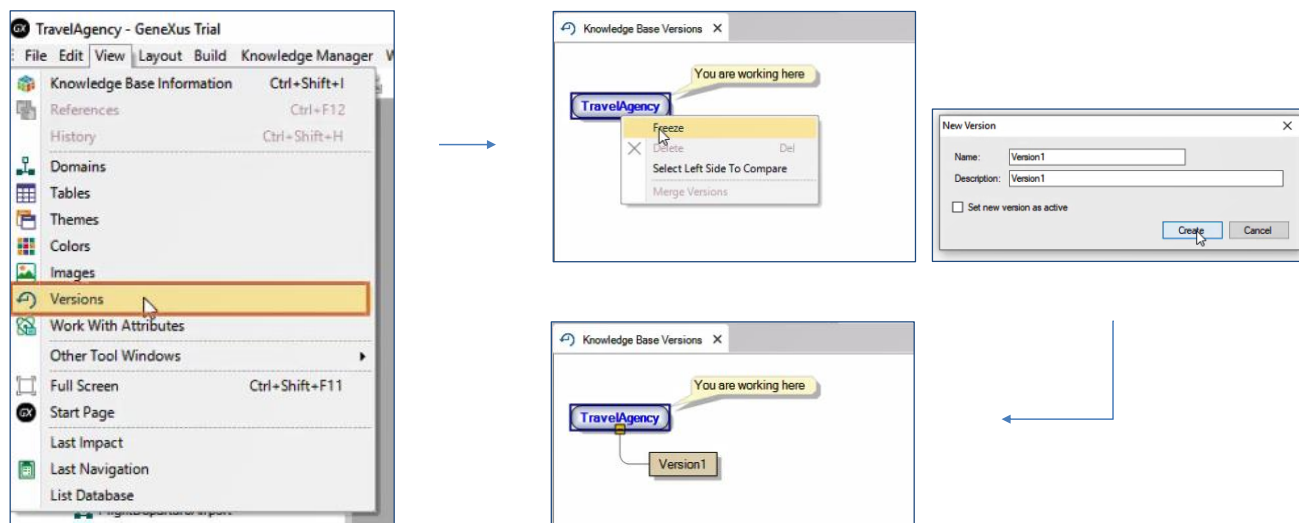 TravelAgency - GeneXus Trial
File Edit View Layout Build Knowledge Manager
Knowledge Base Information Ctrl+Shift+I
References Ctrl+F12
History Ctrl+Shift+H
Domains
Tables
Themes
Colors
Images
Versions
Work With Attributes
Other Tool Windows
Full Screen Ctrl+Shift+F11
Start Page
Last Impact
Last Navigation
List Database
Knowledge Base Versions
You are working here
TravelAgency
Freeze
Delete Del
Select Left Side To Compare
Merge Versions
New Version
Name: Version1
Description: Version1
Set new version as active
Create Cancel
Knowledge Base Versions
You are working here
TravelAgency
Version1